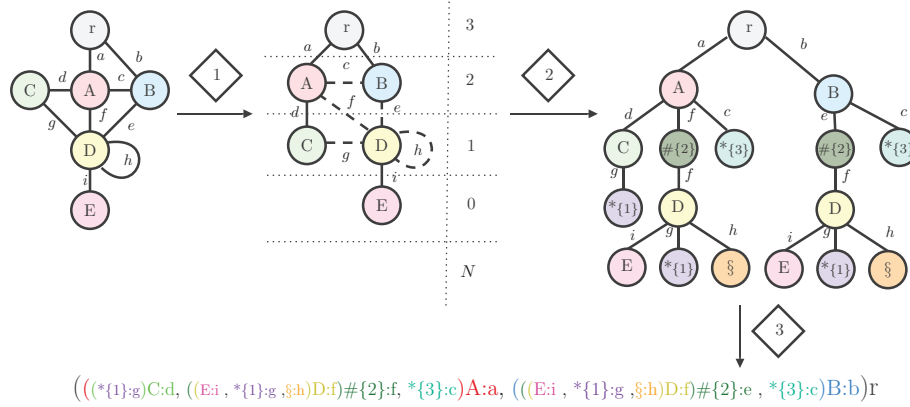 r r 3 r
a b 1 a b 2 a b
c 2
C d A c B A B A B
f d f e d f c e c
g f e C D 1 C #{2} *{3} #{2} *{3}
D h g h g f f
i i D D
E E 0 *{1} i g h i g h
N E *{1} § E *{1} §
3
(((*{1}:g)C:d, ((E:i , *{1}:g ,§:h)D:f)#{2}:f, *{3}:c)A:a, (((E:i , *{1}:g ,§:h)D:f)#{2}:e , *{3}:c)B:b)r